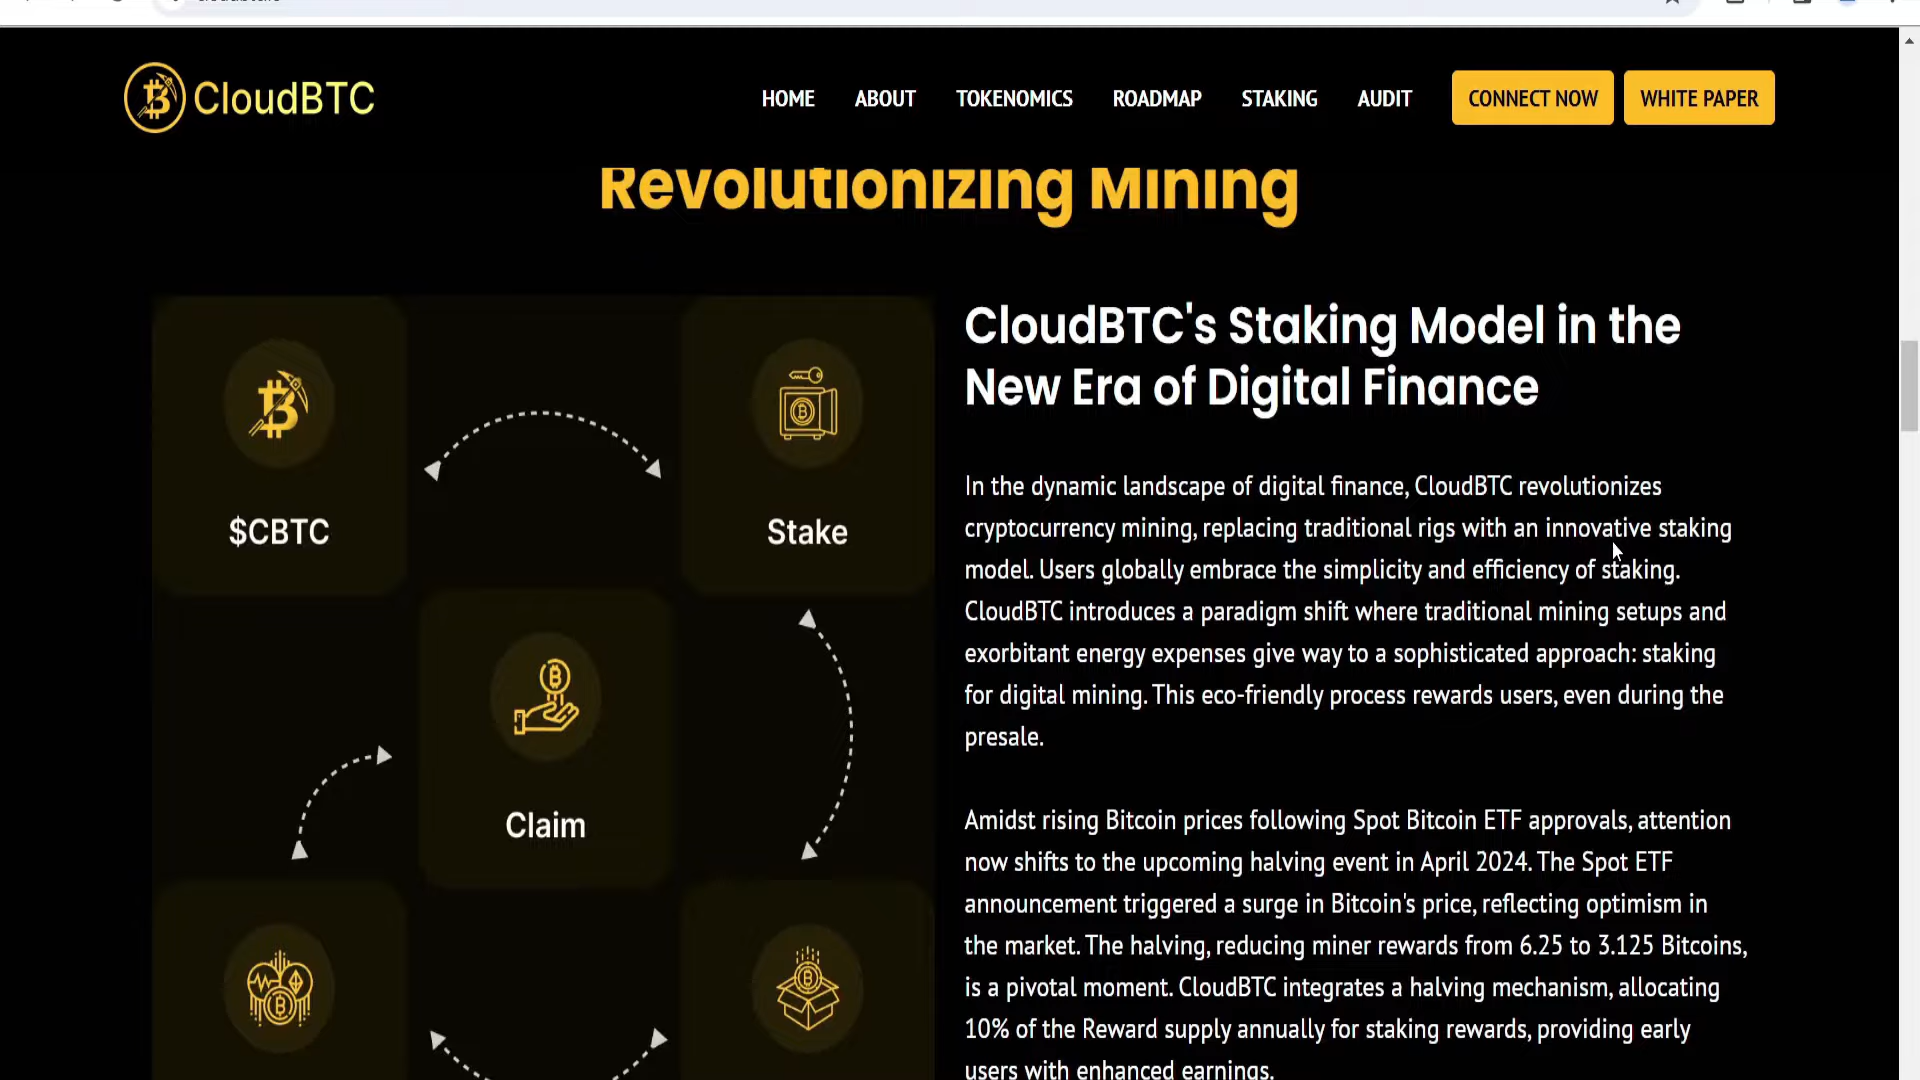 CloudBTC
HOME ABOUT TOKENOMICS ROADMAP STAKING AUDIT CONNECT NOW WHITE PAPER
Revolutionizing Mining
$CBTC
Stake
Claim
CloudBTC's Staking Model in the
New Era of Digital Finance
In the dynamic landscape of digital finance, CloudBTC revolutionizes
cryptocurrency mining, replacing traditional rigs with an innovative staking
model. Users globally embrace the simplicity and efficiency of staking.
CloudBTC introduces a paradigm shift where traditional mining setups and
exorbitant energy expenses give way to a sophisticated approach: staking
for digital mining. This eco-friendly process rewards users, even during the
presale.
Amidst rising Bitcoin prices following Spot Bitcoin ETF approvals, attention
now shifts to the upcoming halving event in April 2024. The Spot ETF
announcement triggered a surge in Bitcoin's price, reflecting optimism in
the market. The halving, reducing miner rewards from 6.25 to 3.125 Bitcoins,
is a pivotal moment. CloudBTC integrates a halving mechanism, allocating
10% of the Reward supply annually for staking rewards, providing early
users with enhanced earnings.